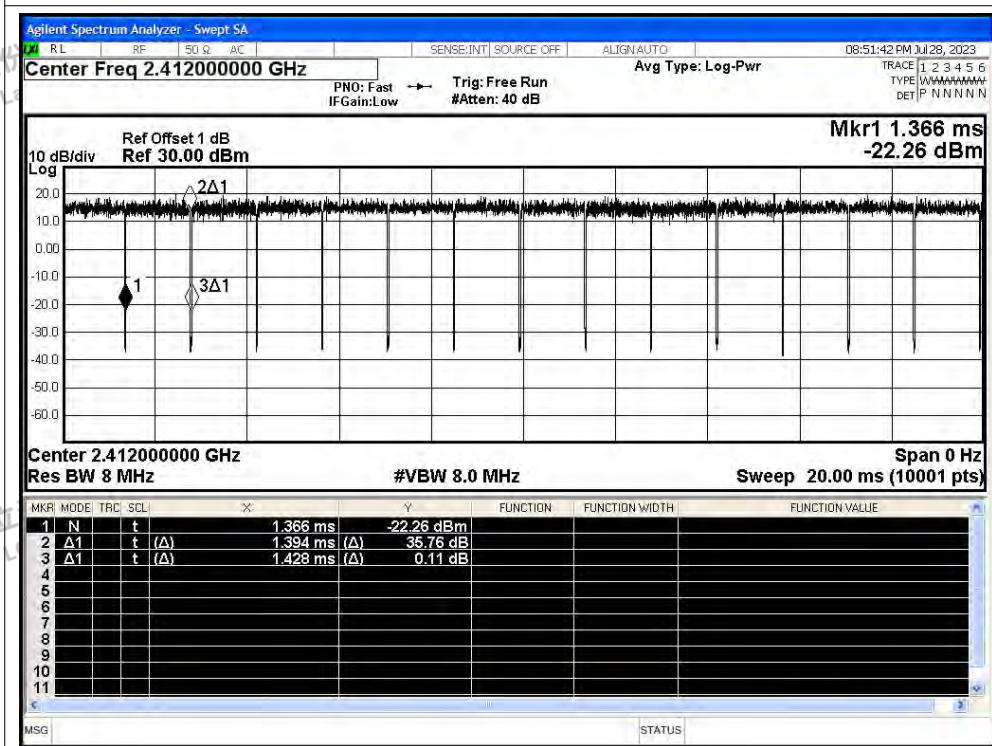 Agilent Spectrum Analyzer - Swept SA
LXI RL RF 50 Ω AC SENSE:INT SOURCE OFF ALIGN AUTO 08:51:42 PM Jul 28, 2023
Center Freq 2.412000000 GHz
PNO: Fast
IFGain:Low
Trig: Free Run
#Atten: 40 dB
Avg Type: Log-Pwr
TRACE 1 2 3 4 5 6
TYPE
DET P N N N N N
Mkr1 1.366 ms
-22.26 dBm
Ref Offset 1 dB
10 dB/div Ref 30.00 dBm
Log
20.0
10.0
0.00
-10.0
-20.0
-30.0
-40.0
-50.0
-60.0
2Δ1
1
3Δ1
Center 2.412000000 GHz Span 0 Hz
Res BW 8 MHz #VBW 8.0 MHz Sweep 20.00 ms (10001 pts)
MKR MODE TRC SCL X Y FUNCTION FUNCTION WIDTH FUNCTION VALUE
1 N t 1.366 ms -22.26 dBm
2 Δ1 t (Δ) 1.394 ms (Δ) 35.76 dB
3 Δ1 t (Δ) 1.428 ms (Δ) 0.11 dB
4
5
6
7
8
9
10
11
MSG STATUS